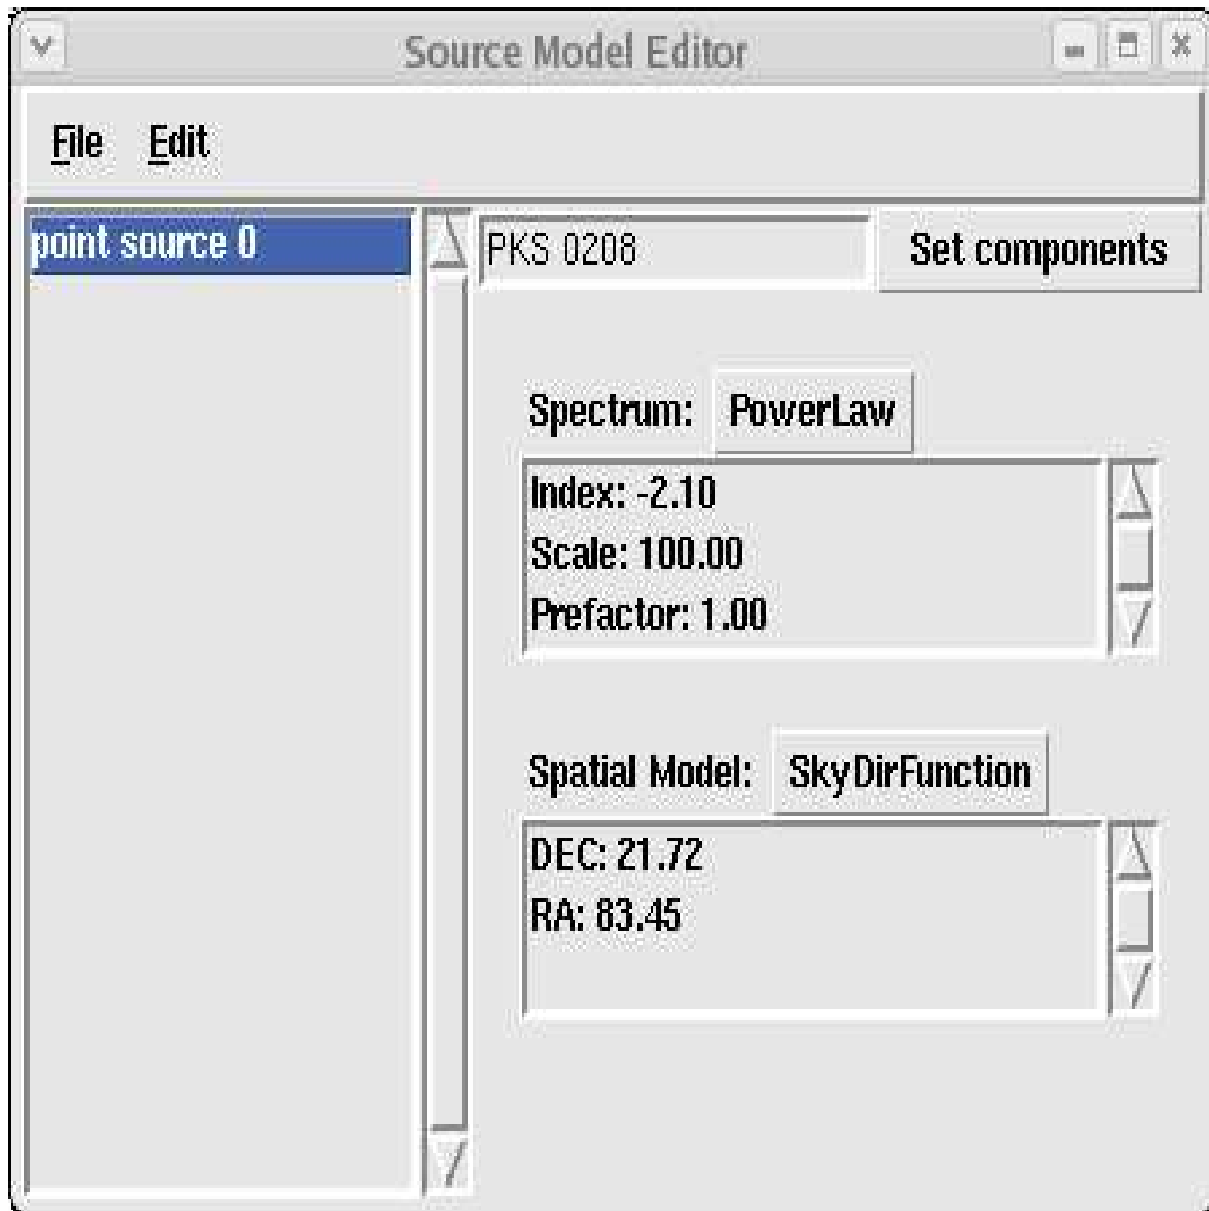 Source Model Editor
File Edit
point source 0
PKS 0208
Set components
Spectrum: PowerLaw
Index: -2.10
Scale: 100.00
Prefactor: 1.00
Spatial Model: SkyDirFunction
DEC: 21.72
RA: 83.45